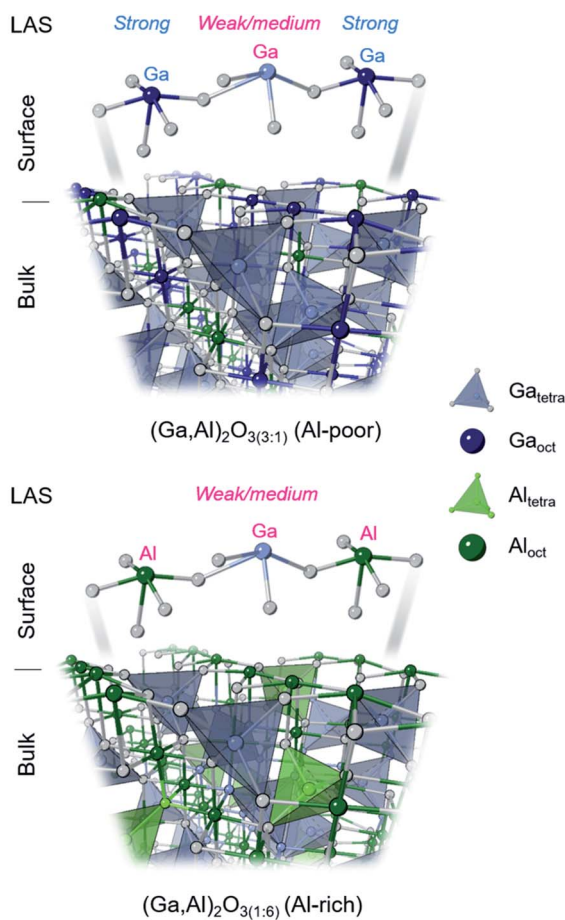 LAS Strong Weak/medium Strong
Ga Ga Ga
Surface
Bulk
(Ga,Al)2O3(3:1) (Al-poor)
Ga tetra
Ga oct
Al tetra
Al oct
LAS Weak/medium
Al Ga Al
Surface
Bulk
(Ga,Al)2O3(1:6) (Al-rich)